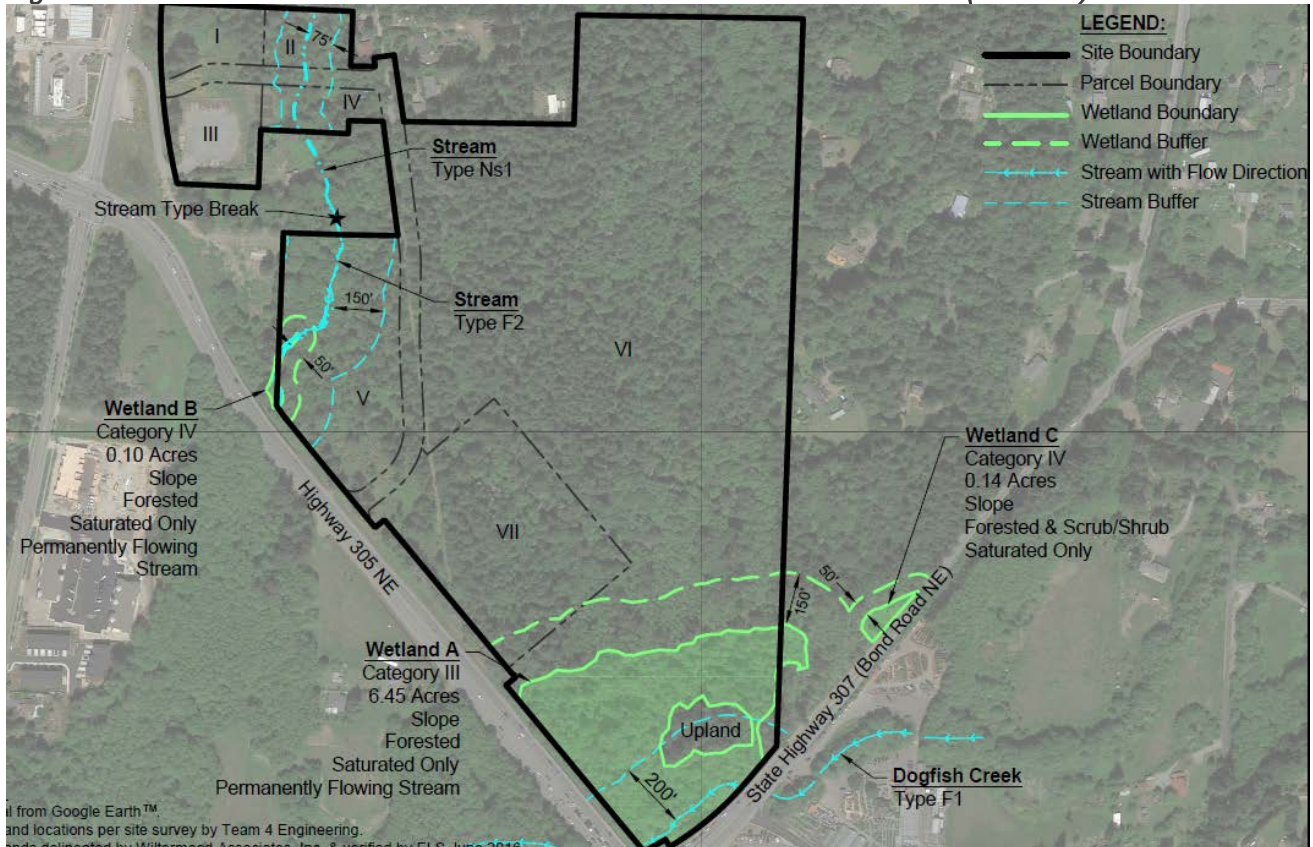 LEGEND:
Site Boundary
Parcel Boundary
Wetland Boundary
Wetland Buffer
Stream with Flow Direction
Stream Buffer
I
II
75'
III
IV
Stream
Type Ns1
Stream Type Break
150'
Stream
Type F2
50'
V
VI
Wetland B
Category IV
0.10 Acres
Slope
Forested
Saturated Only
Permanently Flowing
Stream
Highway 305 NE
VII
Wetland C
Category IV
0.14 Acres
Slope
Forested & Scrub/Shrub
Saturated Only
50'
150'
Wetland A
Category III
6.45 Acres
Slope
Forested
Saturated Only
Permanently Flowing Stream
Upland
200'
State Highway 307 (Bond Road NE)
Dogfish Creek
Type F1
from Google Earth™.
and locations per site survey by Team 4 Engineering.